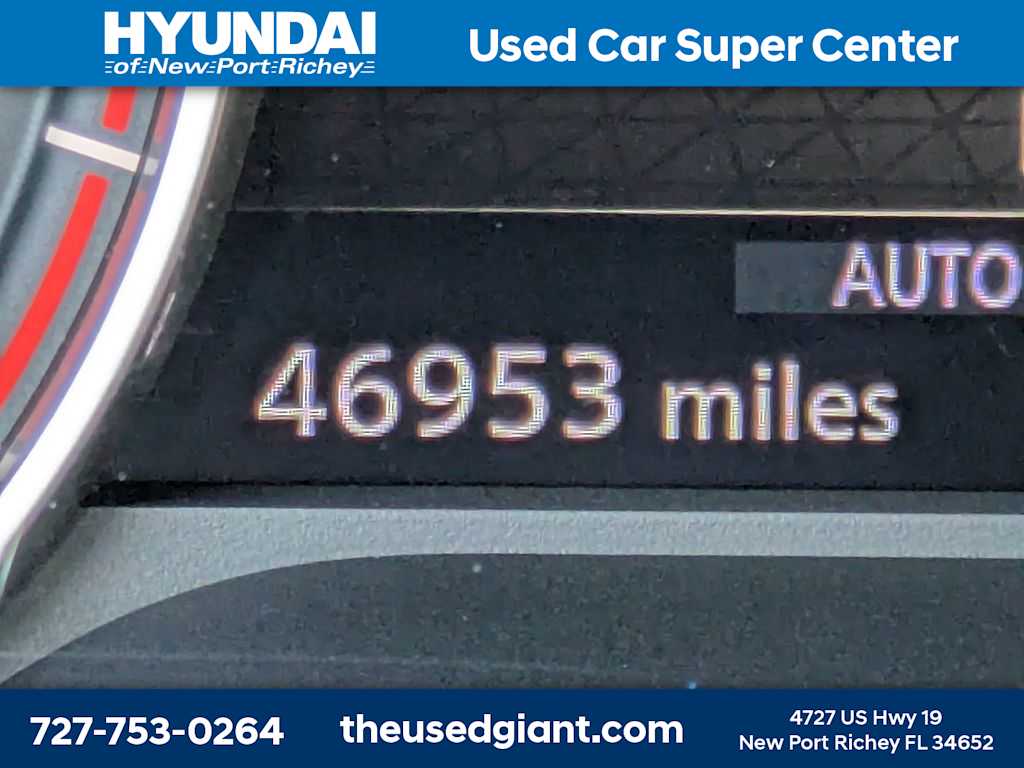 HYUNDAI
of New Port Richey
Used Car Super Center
AUTO
46953 miles
727-753-0264
theusedgiant.com
4727 US Hwy 19
New Port Richey FL 34652